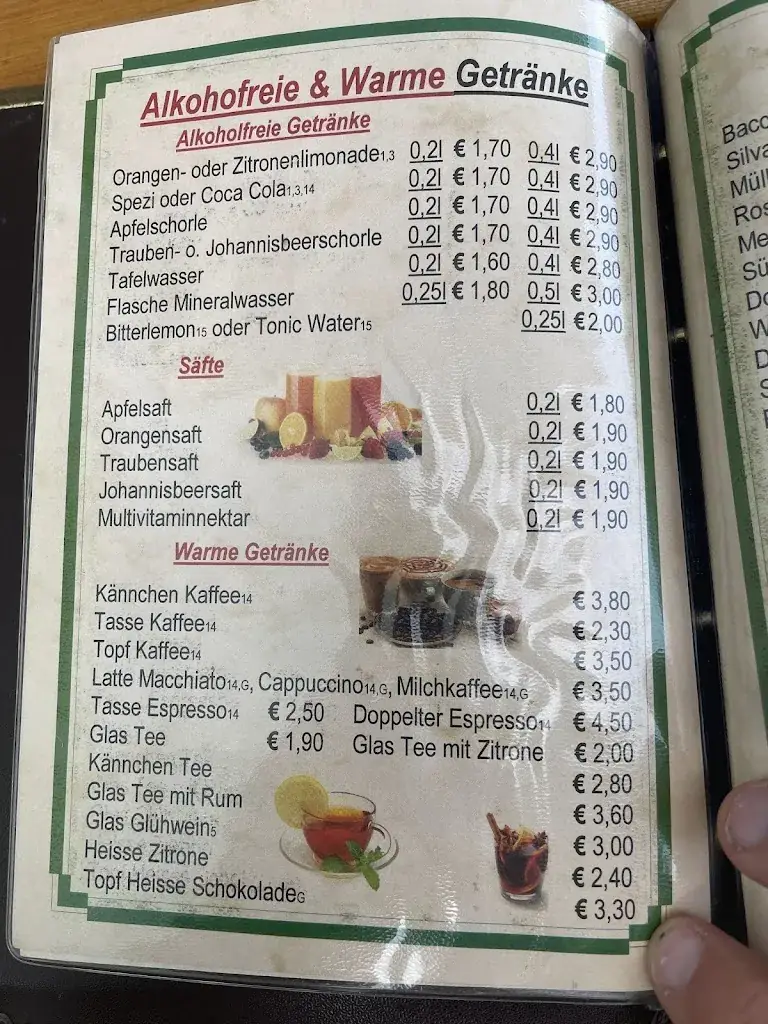 Alkohofreie & Warme Getränke
Alkoholfreie Getränke
Orangen- oder Zitronenlimonade1,3 0,2l € 1,70 0,4l € 2,90
Spezi oder Coca Cola1,3,14 0,2l € 1,70 0,4l € 2,90
Apfelschorle 0,2l € 1,70 0,4l € 2,90
Trauben- o. Johannisbeerschorle 0,2l € 1,70 0,4l € 2,90
Tafelwasser 0,2l € 1,60 0,4l € 2,80
Flasche Mineralwasser 0,25l € 1,80 0,5l € 3,00
Bitterlemon15 oder Tonic Water15 0,25l €2,00
Säfte
Apfelsaft 0,2l € 1,80
Orangensaft 0,2l € 1,90
Traubensaft 0,2l € 1,90
Johannisbeersaft 0,2l € 1,90
Multivitaminnektar 0,2l € 1,90
Warme Getränke
Kännchen Kaffee14 € 3,80
Tasse Kaffee14 € 2,30
Topf Kaffee14 € 3,50
Latte Macchiato14,G, Cappuccino14,G, Milchkaffee14,G € 3,50
Tasse Espresso14 € 2,50 Doppelter Espresso14 € 4,50
Glas Tee € 1,90 Glas Tee mit Zitrone € 2,00
Kännchen Tee € 2,80
Glas Tee mit Rum € 3,60
Glas Glühwein5 € 3,00
Heisse Zitrone € 2,40
Topf Heisse SchokoladeG € 3,30